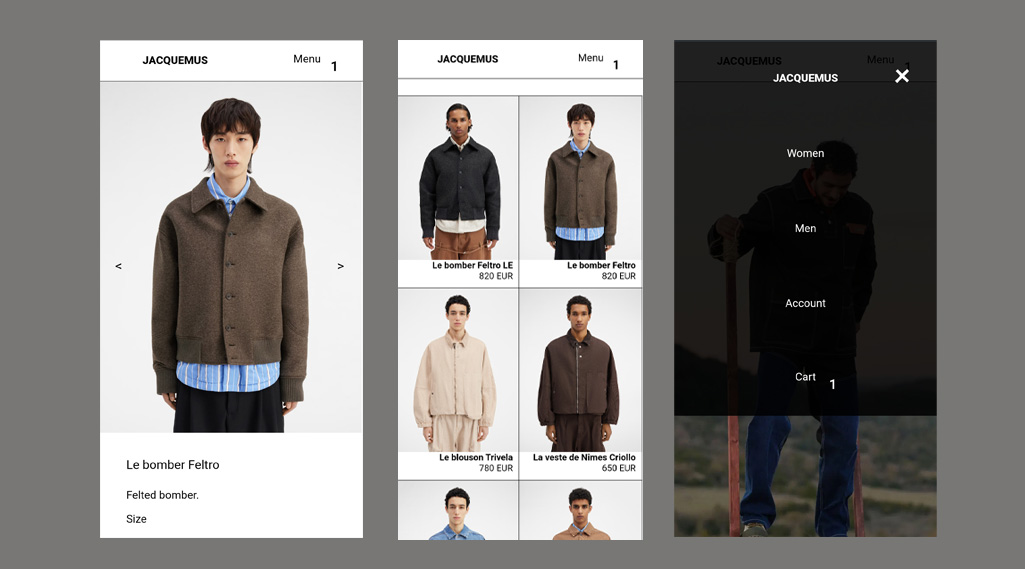 JACQUEMUS
Menu
1
<
>
Le bomber Feltro
Felted bomber.
Size
JACQUEMUS
Menu
1
Le bomber Feltro LE
820 EUR
Le bomber Feltro
820 EUR
Le blouson Trivela
780 EUR
La veste de Nîmes Criollo
650 EUR
JACQUEMUS
Menu
1
JACQUEMUS
×
Women
Men
Account
Cart
1